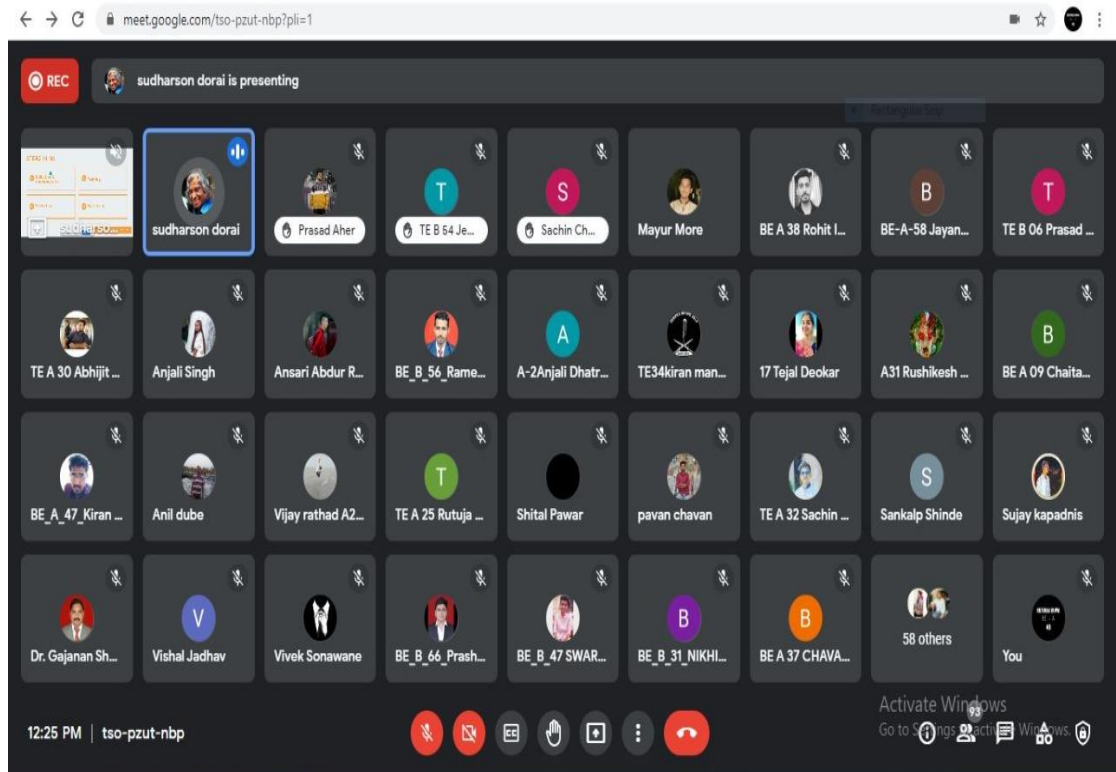 meet.google.com/tso-pzut-nbp?pli=1
REC
sudharson dorai is presenting
Rectangular Snip
sudharso...
sudharson dorai
Prasad Aher
T
TE B 54 Je...
S
Sachin Ch...
Mayur More
BE A 38 Rohit I...
B
BE-A-58 Jayan...
T
TE B 06 Prasad ...
TE A 30 Abhijit ...
Anjali Singh
Ansari Abdur R...
BE_B_56_Rame...
A
A-2Anjali Dhatr...
TE34kiran man...
17 Tejal Deokar
A31 Rushikesh ...
B
BE A 09 Chaita...
BE_A_47_Kiran ...
Anil dube
Vijay rathad A2...
T
TE A 25 Rutuja ...
Shital Pawar
pavan chavan
TE A 32 Sachin ...
S
Sankalp Shinde
Sujay kapadnis
Dr. Gajanan Sh...
V
Vishal Jadhav
Vivek Sonawane
BE_B_66_Prash...
BE_B_47 SWAR...
B
BE_B_31_NIKHI...
B
BE A 37 CHAVA...
58 others
You
12:25 PM | tso-pzut-nbp
CC
93
Activate Windows
Go to Settings to activate Windows.